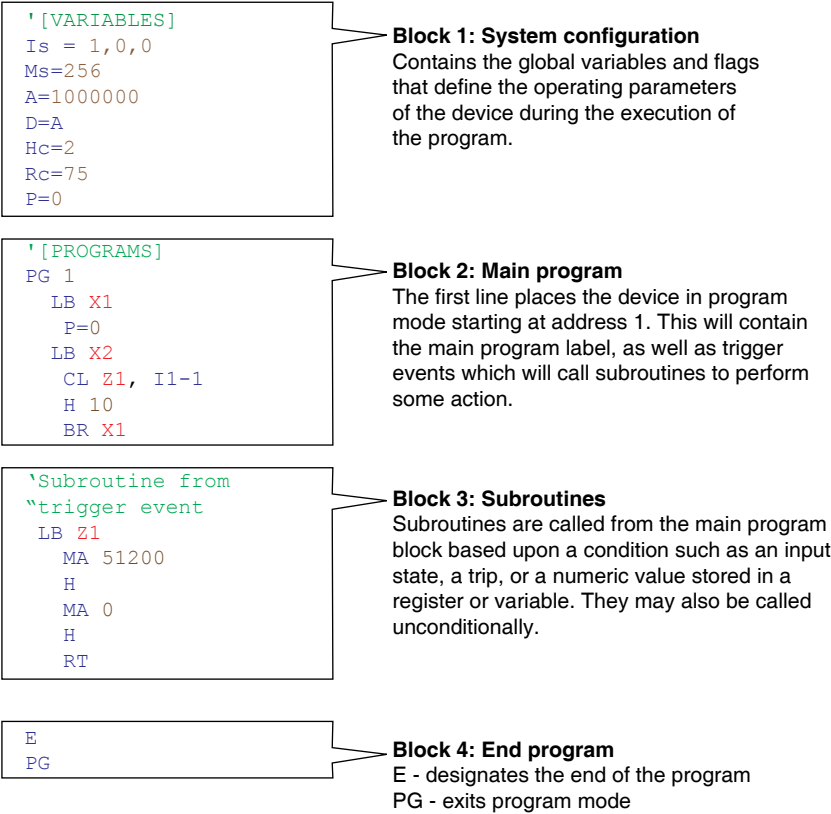 '[VARIABLES]
Is = 1,0,0
Ms=256
A=1000000
D=A
Hc=2
Rc=75
P=0
Block 1: System configuration
Contains the global variables and flags
that define the operating parameters
of the device during the execution of
the program.
'[PROGRAMS]
PG 1
LB X1
P=0
LB X2
CL Z1, I1-1
H 10
BR X1
Block 2: Main program
The first line places the device in program
mode starting at address 1. This will contain
the main program label, as well as trigger
events which will call subroutines to perform
some action.
‘Subroutine from
“trigger event
LB Z1
MA 51200
H
MA 0
H
RT
Block 3: Subroutines
Subroutines are called from the main program
block based upon a condition such as an input
state, a trip, or a numeric value stored in a
register or variable. They may also be called
unconditionally.
E
PG
Block 4: End program
E - designates the end of the program
PG - exits program mode